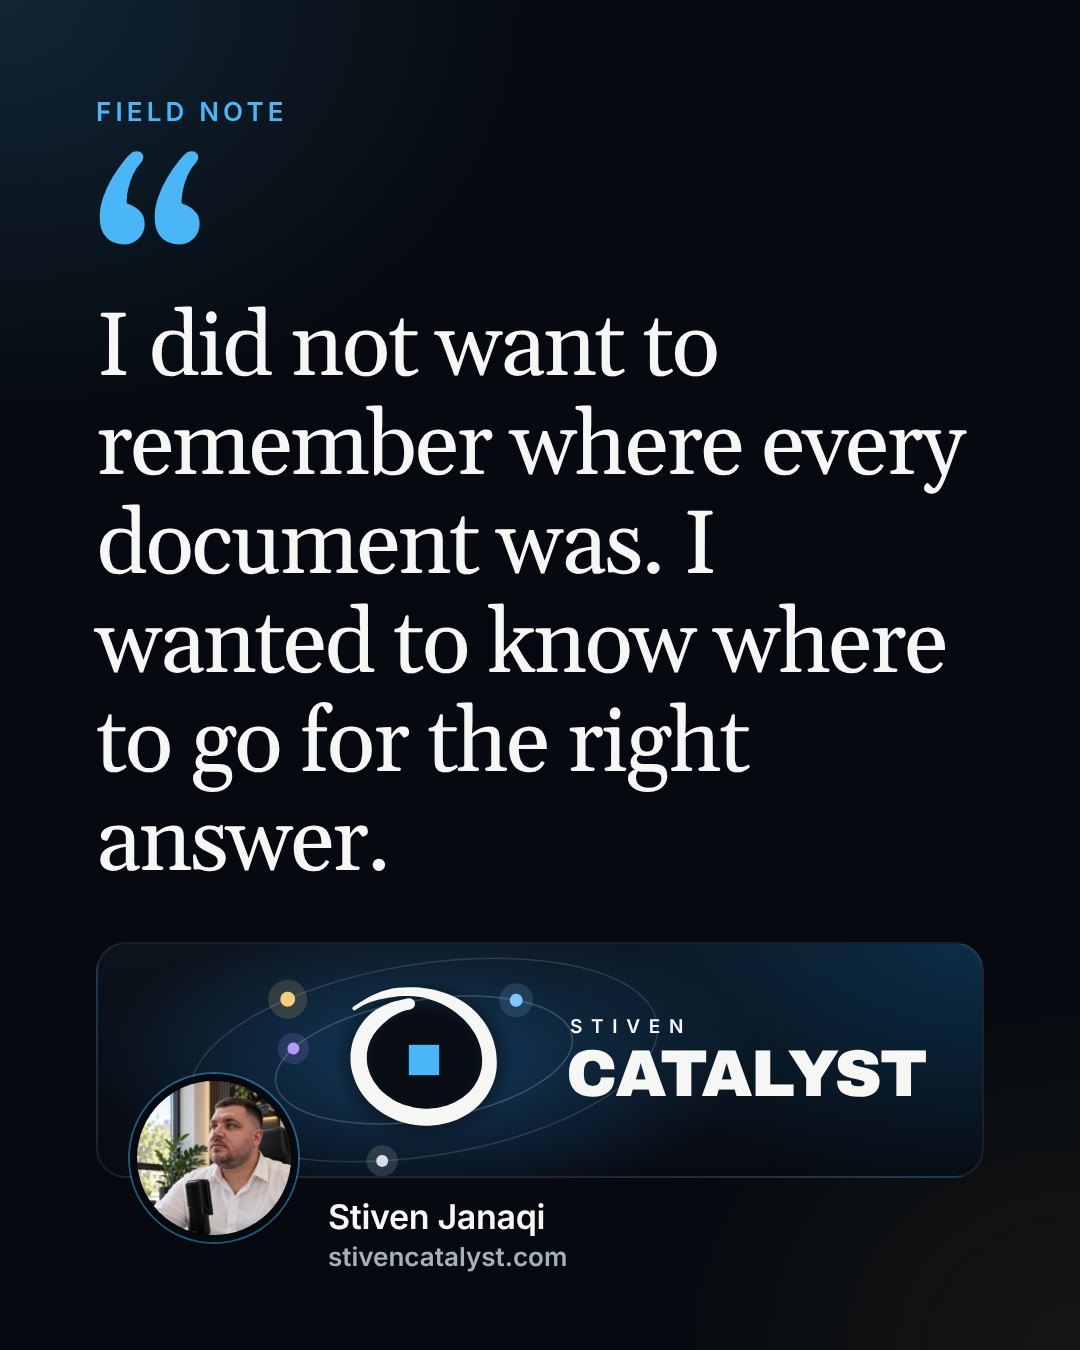 FIELD NOTE
“
I did not want to
remember where every
document was. I
wanted to know where
to go for the right
answer.
STIVEN
CATALYST
Stiven Janaqi
stivencatalyst.com